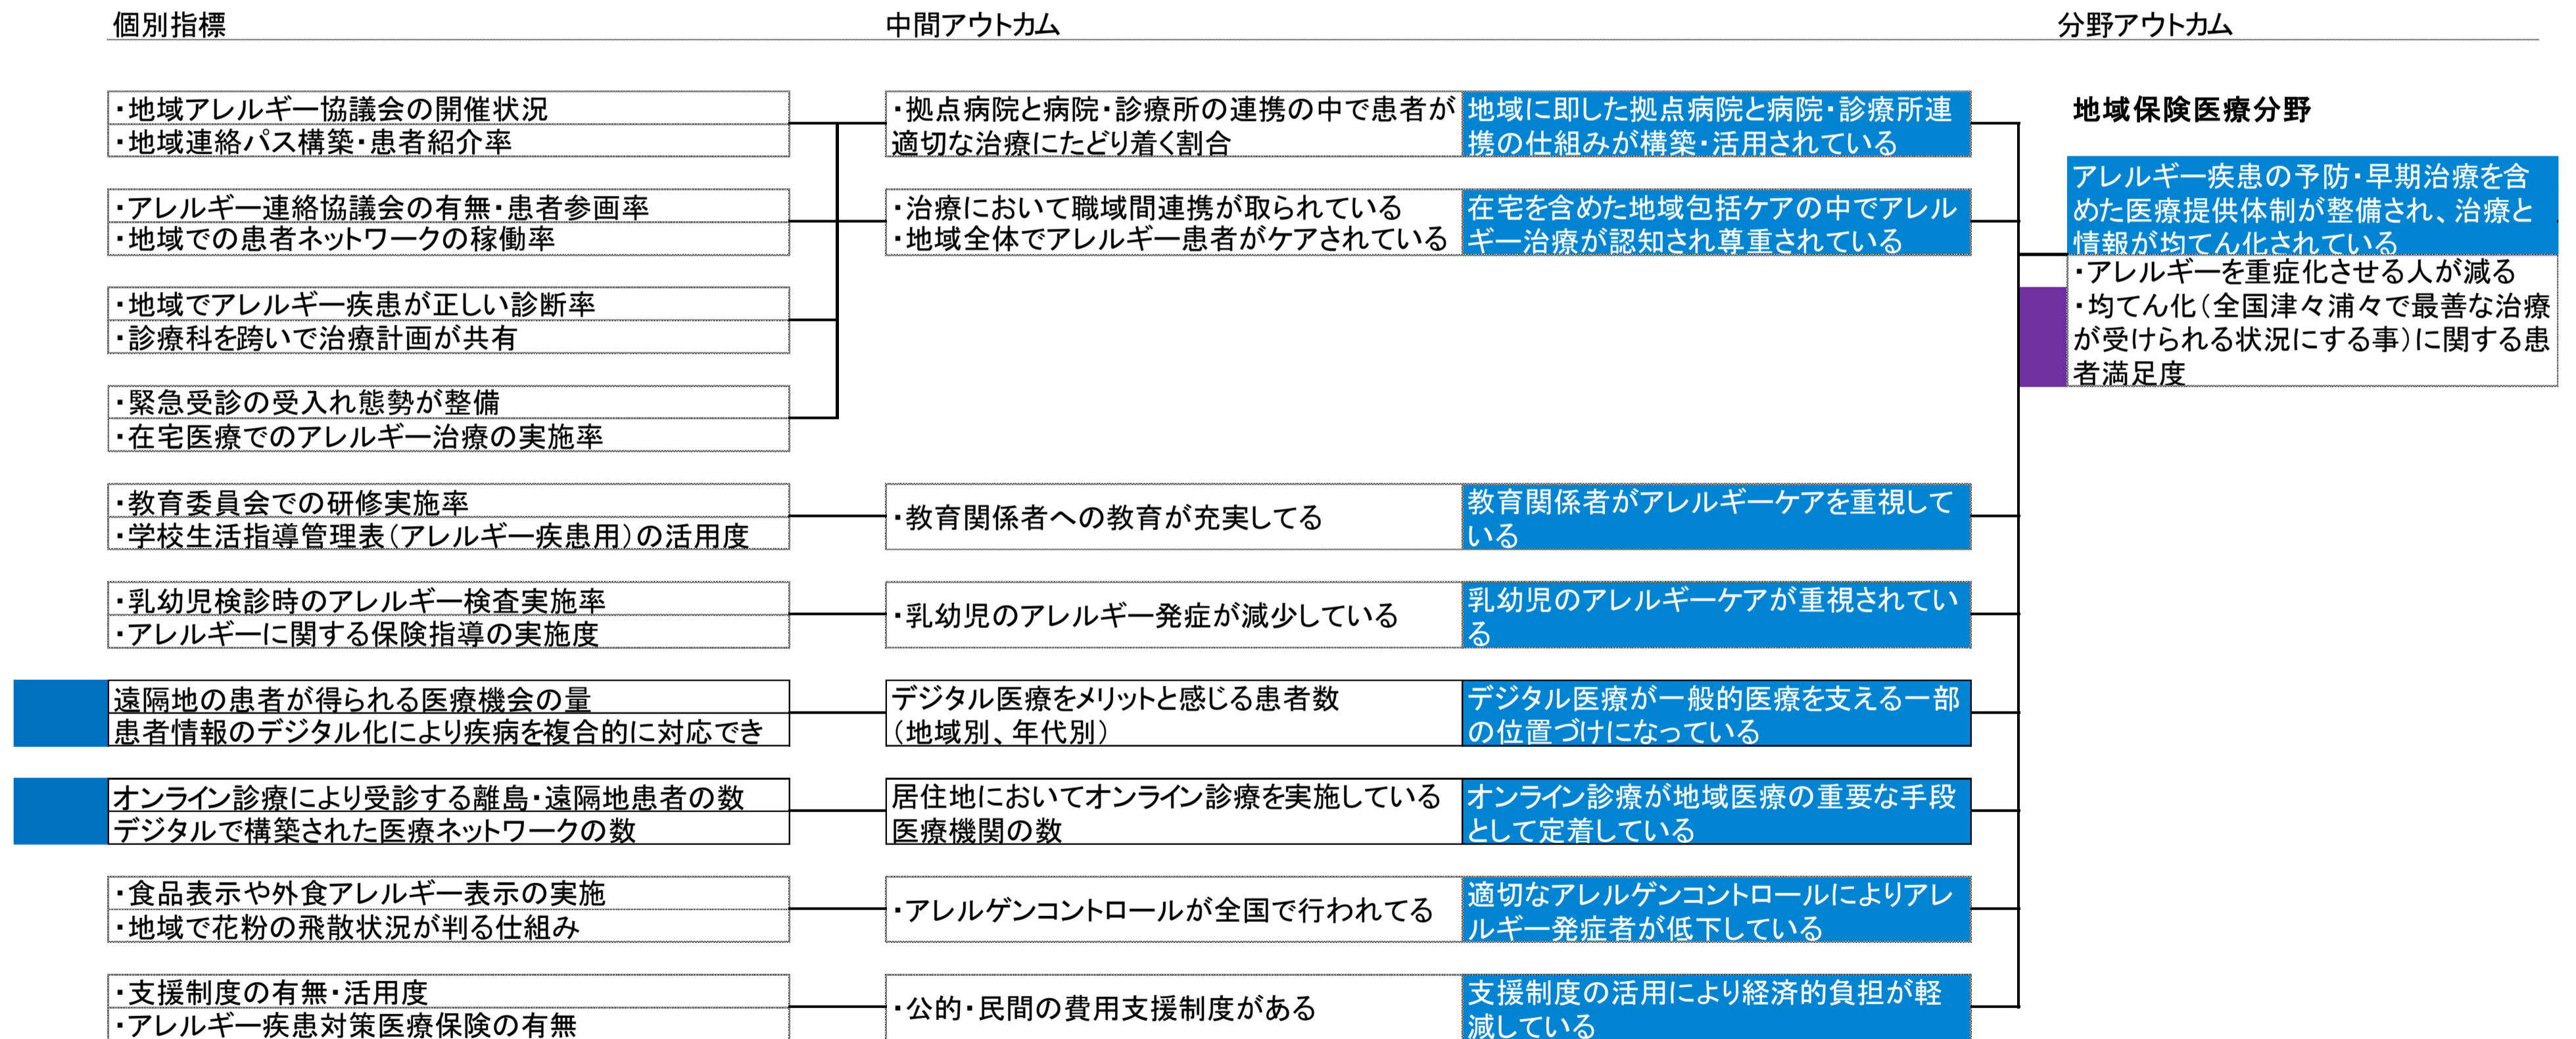 個別指標
中間アウトカム
分野アウトカム
・地域アレルギー協議会の開催状況
・地域連絡パス構築・患者紹介率
・拠点病院と病院・診療所の連携の中で患者が
適切な治療にたどり着く割合
地域に即した拠点病院と病院・診療所連
携の仕組みが構築・活用されている
地域保険医療分野
アレルギー疾患の予防・早期治療を含
めた医療提供体制が整備され、治療と
情報が均てん化されている
・アレルギーを重症化させる人が減る
・均てん化（全国津々浦々で最善な治療
が受けられる状況にする事）に関する患
者満足度
・アレルギー連絡協議会の有無・患者参画率
・地域での患者ネットワークの稼働率
・治療において職域間連携が取られている
・地域全体でアレルギー患者がケアされている
在宅を含めた地域包括ケアの中でアレル
ギー治療が認知され尊重されている
・地域でアレルギー疾患が正しい診断率
・診療科を跨いで治療計画が共有
・緊急受診の受入れ態勢が整備
・在宅医療でのアレルギー治療の実施率
・教育委員会での研修実施率
・学校生活指導管理表（アレルギー疾患用）の活用度
・教育関係者への教育が充実してる
教育関係者がアレルギーケアを重視して
いる
・乳幼児検診時のアレルギー検査実施率
・アレルギーに関する保険指導の実施度
・乳幼児のアレルギー発症が減少している
乳幼児のアレルギーケアが重視されてい
る
遠隔地の患者が得られる医療機会の量
患者情報のデジタル化により疾病を複合的に対応でき
デジタル医療をメリットと感じる患者数
（地域別、年代別）
デジタル医療が一般的医療を支える一部
の位置づけになっている
オンライン診療により受診する離島・遠隔地患者の数
デジタルで構築された医療ネットワークの数
居住地においてオンライン診療を実施している
医療機関の数
オンライン診療が地域医療の重要な手段
として定着している
・食品表示や外食アレルギー表示の実施
・地域で花粉の飛散状況が判る仕組み
・アレルゲンコントロールが全国で行われてる
適切なアレルゲンコントロールによりアレ
ルギー発症者が低下している
・支援制度の有無・活用度
・アレルギー疾患対策医療保険の有無
・公的・民間の費用支援制度がある
支援制度の活用により経済的負担が軽
減している